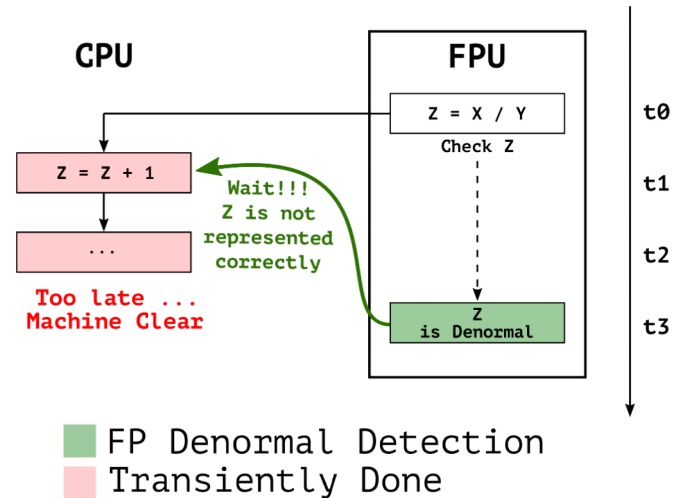 CPU
FPU
Z = X / Y
t0
Check Z
Z = Z + 1
t1
Wait!!!
Z is not
represented
correctly
...
t2
Too late ...
Machine Clear
Z
is Denormal
t3
FP Denormal Detection
Transiently Done